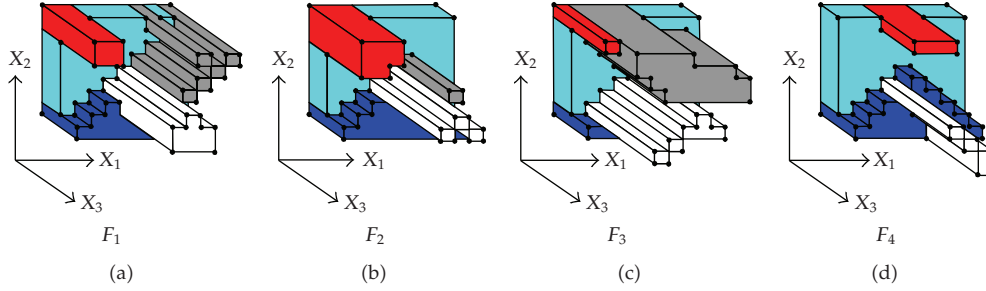 X2 X2 X2 X2
X1 X1 X1 X1
X3 X3 X3 X3
F1 F2 F3 F4
(a) (b) (c) (d)